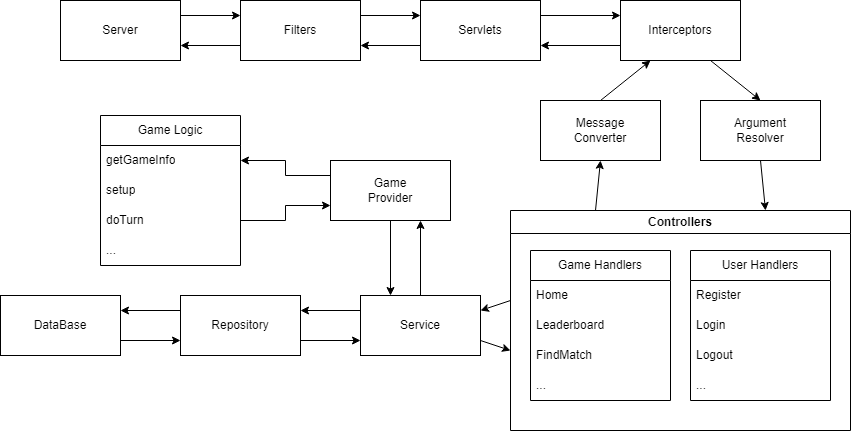 Server
Filters
Servlets
Interceptors
Message
Converter
Argument
Resolver
Game Logic
getGameInfo
setup
doTurn
...
Game
Provider
Controllers
Game Handlers
Home
Leaderboard
FindMatch
...
User Handlers
Register
Login
Logout
...
DataBase
Repository
Service